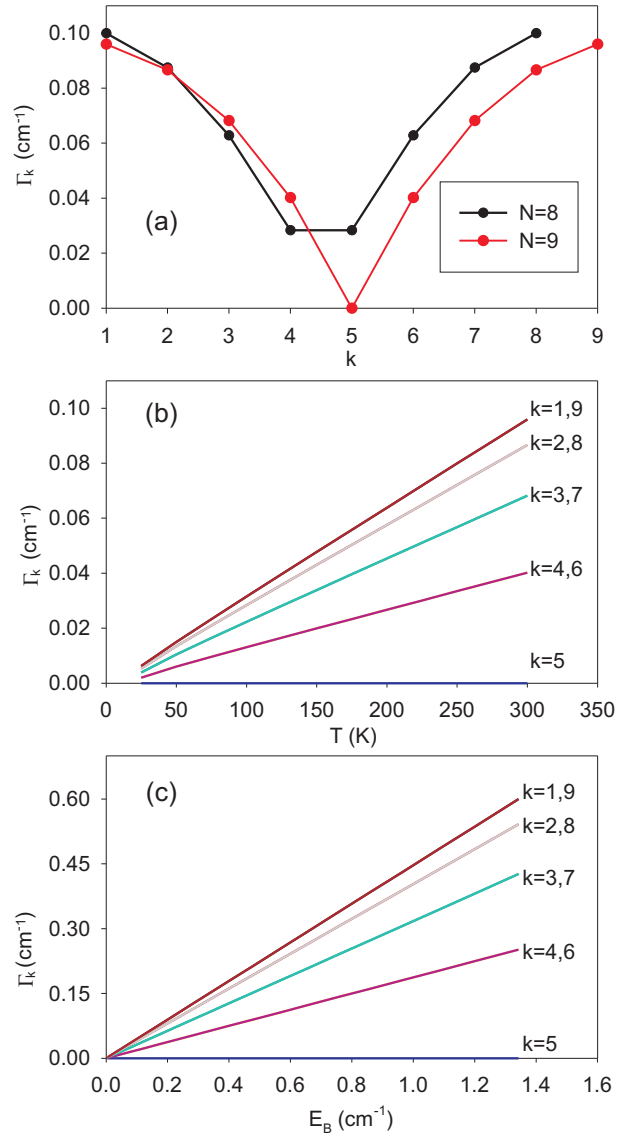 0.10
0.08
0.06
0.04
0.02
0.00
Γk (cm-1)
(a)
N=8
N=9
1 2 3 4 5 6 7 8 9
k
(b)
0.10
0.08
0.06
0.04
0.02
0.00
Γk (cm-1)
k=1,9
k=2,8
k=3,7
k=4,6
k=5
0 50 100 150 200 250 300 350
T (K)
(c)
0.60
0.45
0.30
0.15
0.00
Γk (cm-1)
k=1,9
k=2,8
k=3,7
k=4,6
k=5
0.0 0.2 0.4 0.6 0.8 1.0 1.2 1.4 1.6
EB (cm-1)